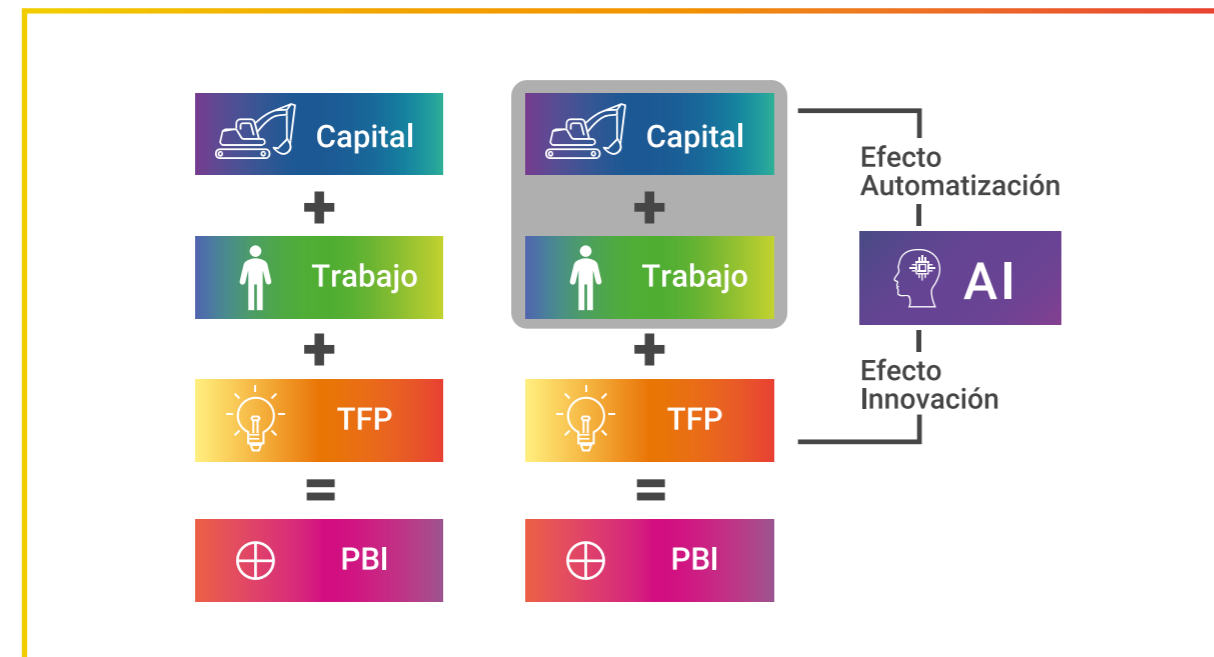 Capital
+
Trabajo
+
TFP
=
PBI
Capital
+
Trabajo
+
TFP
=
PBI
Efecto
Automatización
AI
Efecto
Innovación